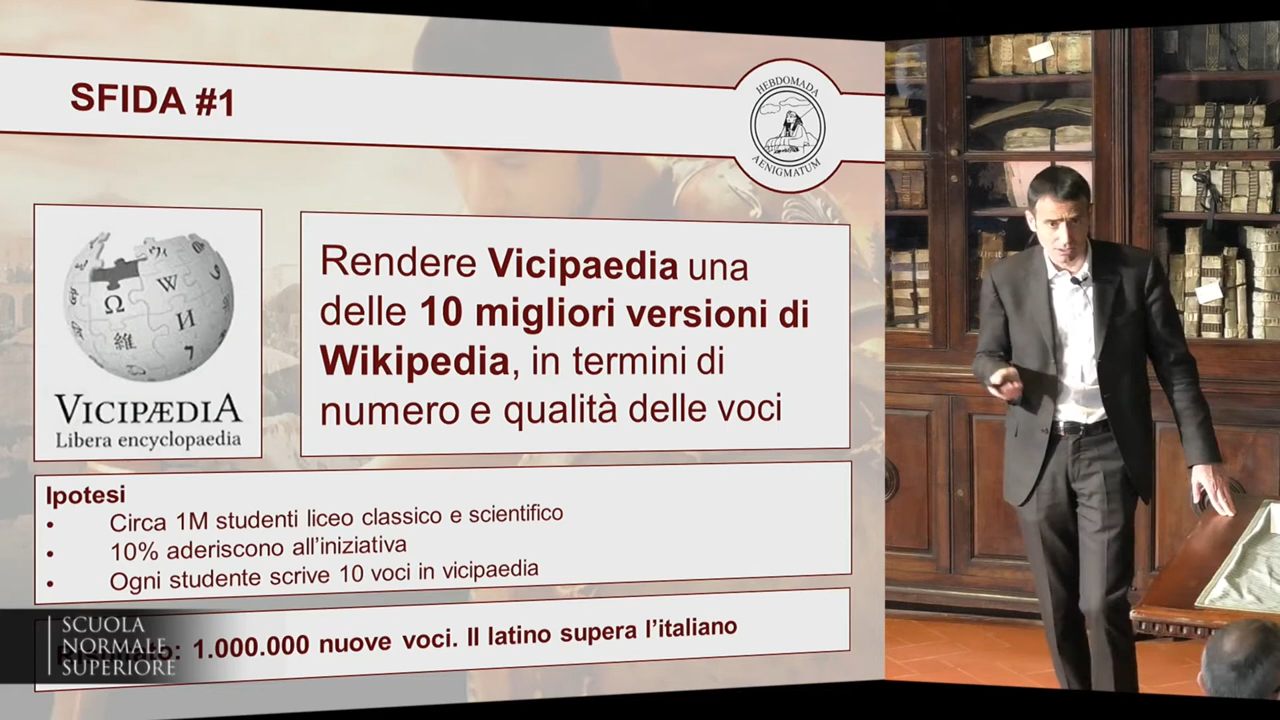 SFIDA #1
HEBDOMADA
AENIGMATUM
Ω W И
維
VICIPÆDIA
Libera encyclopaedia
Rendere Vicipaedia una
delle 10 migliori versioni di
Wikipedia, in termini di
numero e qualità delle voci
Ipotesi
• Circa 1M studenti liceo classico e scientifico
• 10% aderiscono all’iniziativa
• Ogni studente scrive 10 voci in vicipaedia
1.000.000 nuove voci. Il latino supera l’italiano
SCUOLA
NORMALE
SUPERIORE